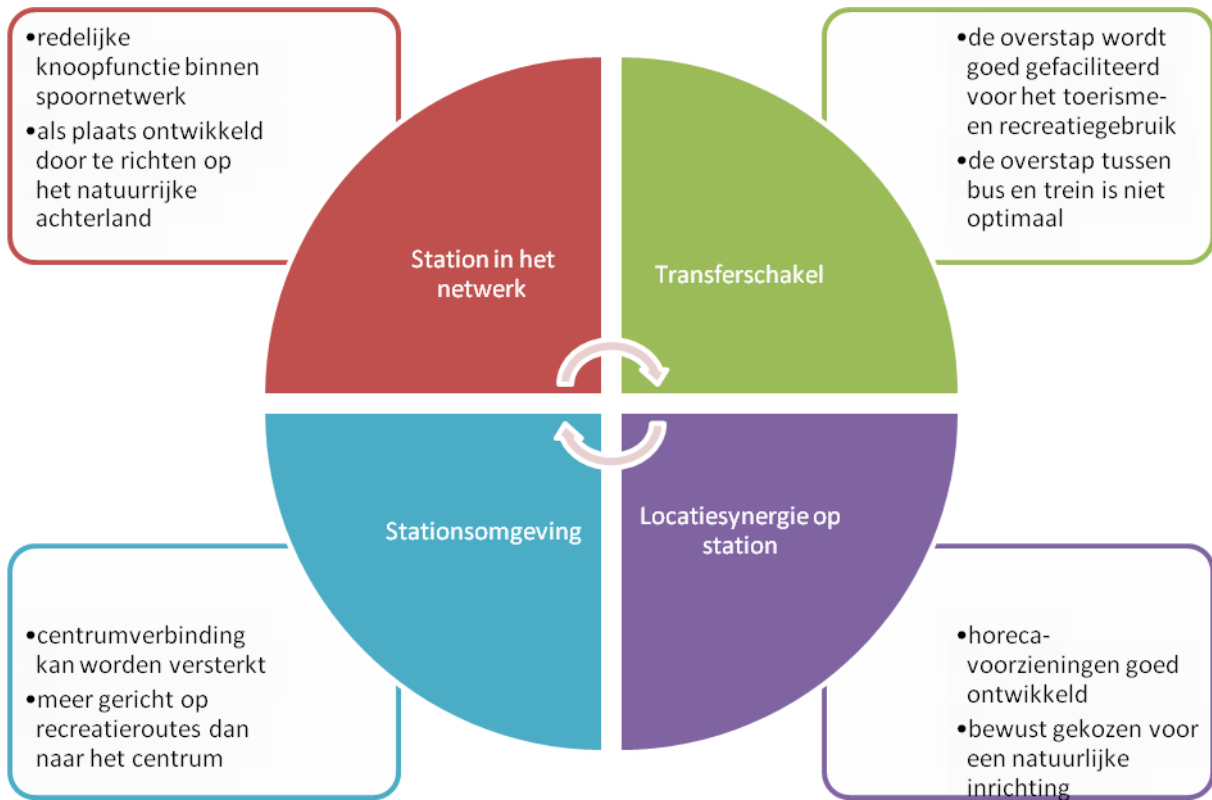 •redelijke
knoopfunctie binnen
spoornetwerk
•als plaats ontwikkeld
door te richten op
het natuurrijke
achterland
•de overstap wordt
goed gefaciliteerd
voor het toerisme-
en recreatiegebruik
•de overstap tussen
bus en trein is niet
optimaal
Station in het
netwerk
Transferschakel
Stationsomgeving
Locatiesynergie op
station
•centrumverbinding
kan worden versterkt
•meer gericht op
recreatieroutes dan
naar het centrum
•horeca-
voorzieningen goed
ontwikkeld
•bewust gekozen voor
een natuurlijke
inrichting